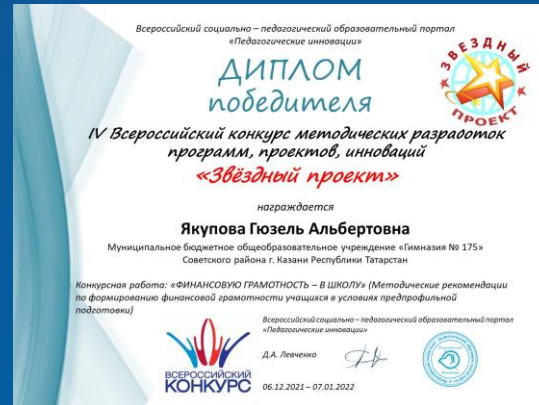 Всероссийский социально – педагогический образовательный портал
«Педагогические инновации»
ЗВЕЗДНЫЙ
ПРОЕКТ
ДИПЛОМ
победителя
IV Всероссийский конкурс методических разработок
программ, проектов, инноваций
«Звёздный проект»
награждается
Якупова Гюзель Альбертовна
Муниципальное бюджетное общеобразовательное учреждение «Гимназия № 175»
Советского района г. Казани Республики Татарстан
Конкурсная работа: «ФИНАНСОВУЮ ГРАМОТНОСТЬ – В ШКОЛУ» (Методические рекомендации
по формированию финансовой грамотности учащихся в условиях предпрофильной
подготовки)
Всероссийский социально – педагогический образовательный портал
«Педагогические инновации»
Д.А. Левченко
ВСЕРОССИЙСКИЙ
КОНКУРС
06.12.2021 – 07.01.2022